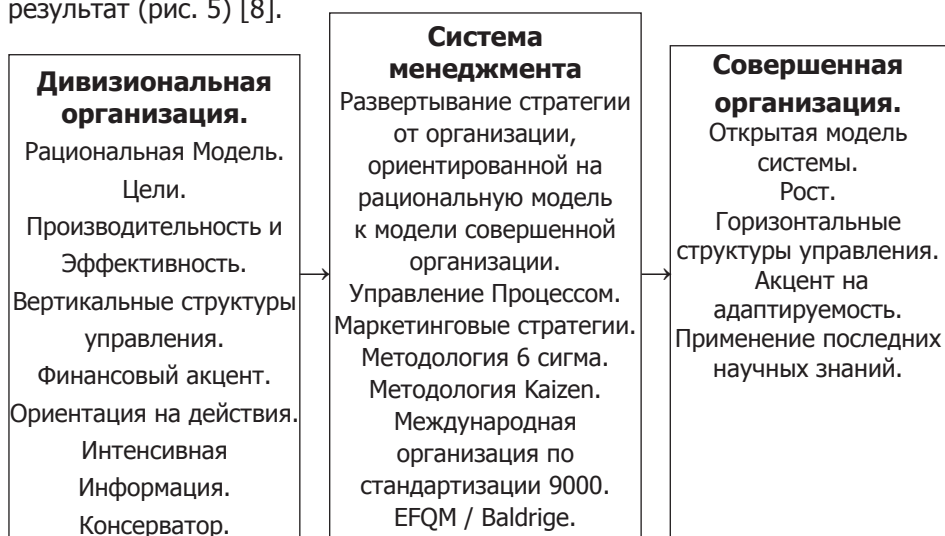 результат (рис. 5) [8].
Дивизиональная
организация.
Рациональная Модель.
Цели.
Производительность и
Эффективность.
Вертикальные структуры
управления.
Финансовый акцент.
Ориентация на действия.
Интенсивная
Информация.
Консерватор.
→
Система
менеджмента
Развертывание стратегии
от организации,
ориентированной на
рациональную модель
к модели совершенной
организации.
Управление Процессом.
Маркетинговые стратегии.
Методология 6 сигма.
Методология Kaizen.
Международная
организация по
стандартизации 9000.
EFQM / Baldrige.
→
Совершенная
организация.
Открытая модель
системы.
Рост.
Горизонтальные
структуры управления.
Акцент на
адаптируемость.
Применение последних
научных знаний.